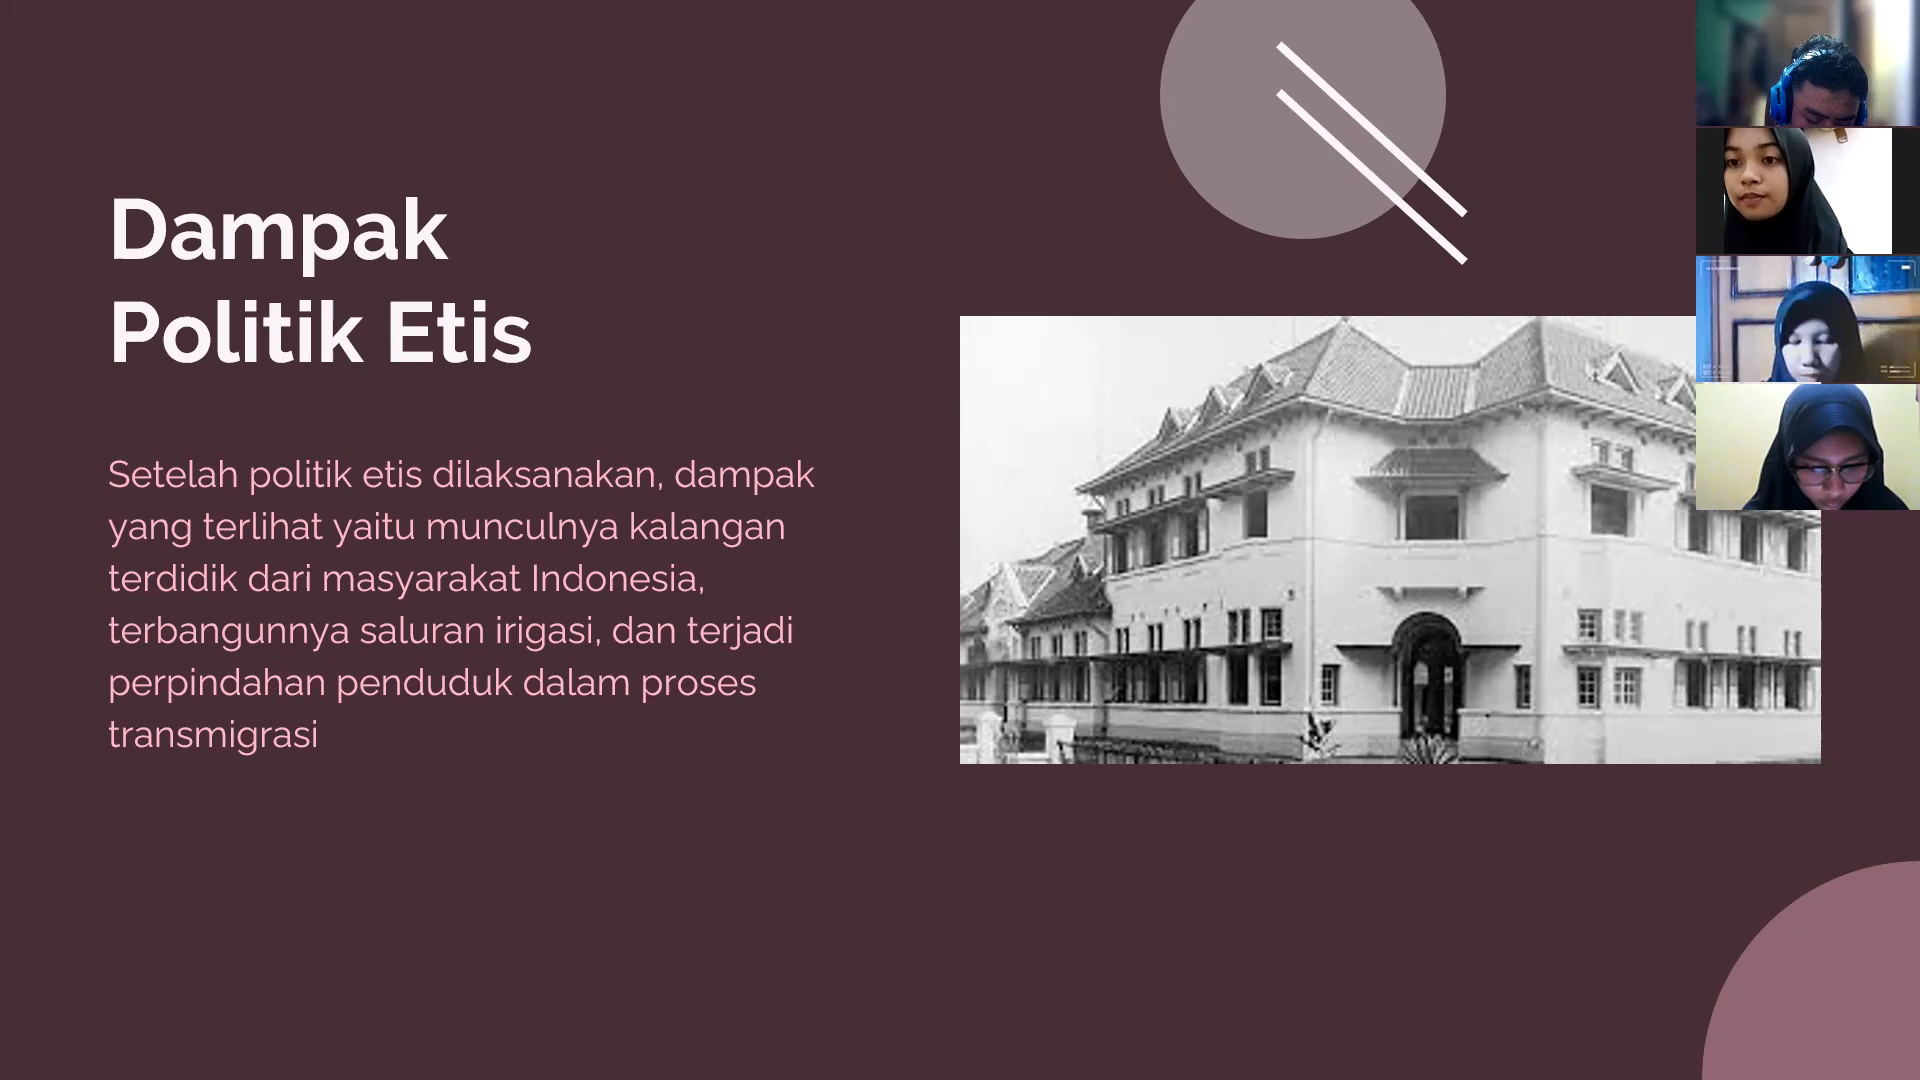 Dampak
Politik Etis
Setelah politik etis dilaksanakan, dampak
yang terlihat yaitu munculnya kalangan
terdidik dari masyarakat Indonesia,
terbangunnya saluran irigasi, dan terjadi
perpindahan penduduk dalam proses
transmigrasi